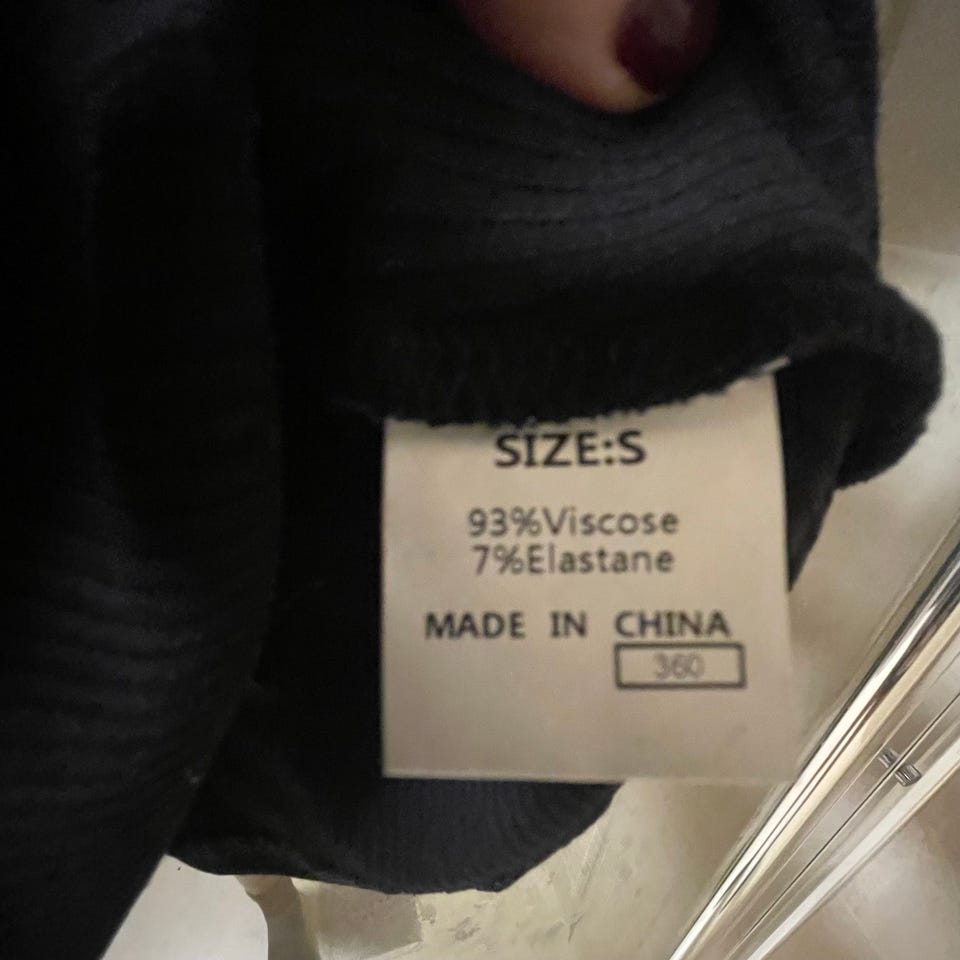 SIZE:S
93%Viscose
7%Elastane
MADE IN CHINA
360